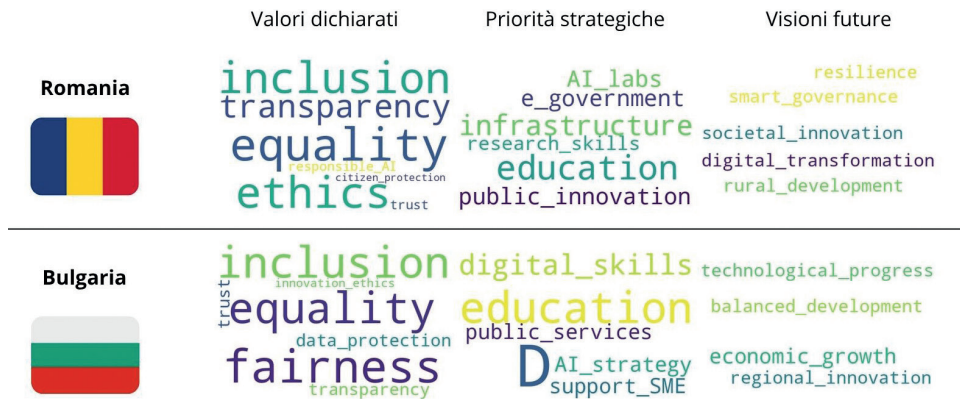 Valori dichiarati
Priorità strategiche
Visioni future
Romania
inclusion
transparency
equality
responsible_AI
citizen_protection
ethics
trust
AI_labs
e_government
infrastructure
research_skills
education
public_innovation
resilience
smart_governance
societal_innovation
digital_transformation
rural_development
Bulgaria
inclusion
innovation_ethics
trust
equality
data_protection
fairness
transparency
digital_skills
education
public_services
D
AI_strategy
support_SME
technological_progress
balanced_development
economic_growth
regional_innovation